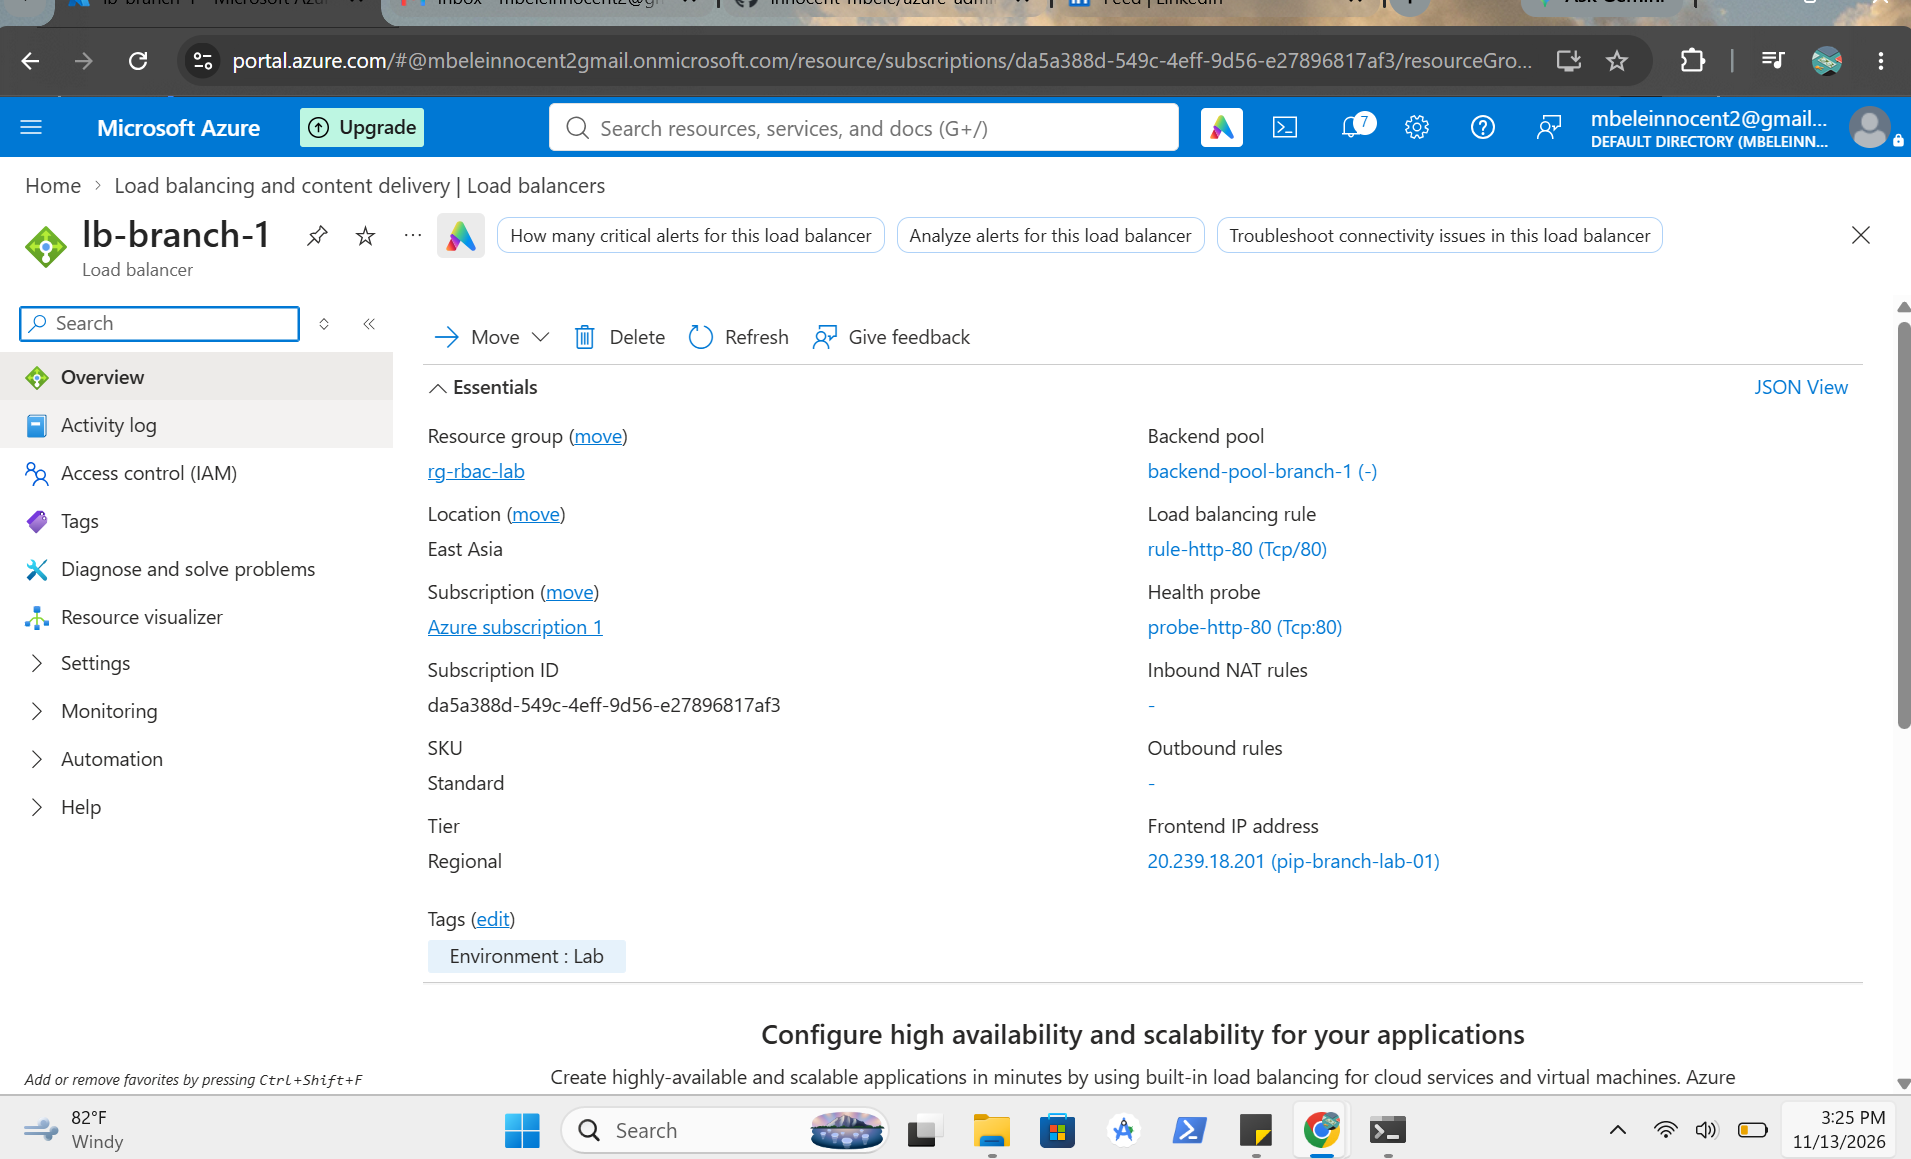 portal.azure.com/#@mbeleinnocent2gmail.onmicrosoft.com/resource/subscriptions/da5a388d-549c-4eff-9d56-e27896817af3/resourceGro...
Microsoft Azure
Upgrade
Search resources, services, and docs (G+/)
7
mbeleinnocent2@gmail...
DEFAULT DIRECTORY (MBELEINN...
Home > Load balancing and content delivery | Load balancers
lb-branch-1
Load balancer
How many critical alerts for this load balancer
Analyze alerts for this load balancer
Troubleshoot connectivity issues in this load balancer
Search
Overview
Activity log
Access control (IAM)
Tags
Diagnose and solve problems
Resource visualizer
Settings
Monitoring
Automation
Help
Add or remove favorites by pressing Ctrl+Shift+F
Move
Delete
Refresh
Give feedback
Essentials
JSON View
Resource group (move)
rg-rbac-lab
Location (move)
East Asia
Subscription (move)
Azure subscription 1
Subscription ID
da5a388d-549c-4eff-9d56-e27896817af3
SKU
Standard
Tier
Regional
Backend pool
backend-pool-branch-1 (-)
Load balancing rule
rule-http-80 (Tcp/80)
Health probe
probe-http-80 (Tcp:80)
Inbound NAT rules
-
Outbound rules
-
Frontend IP address
20.239.18.201 (pip-branch-lab-01)
Tags (edit)
Environment : Lab
Configure high availability and scalability for your applications
Create highly-available and scalable applications in minutes by using built-in load balancing for cloud services and virtual machines. Azure
82°F
Windy
Search
3:25 PM
11/13/2026